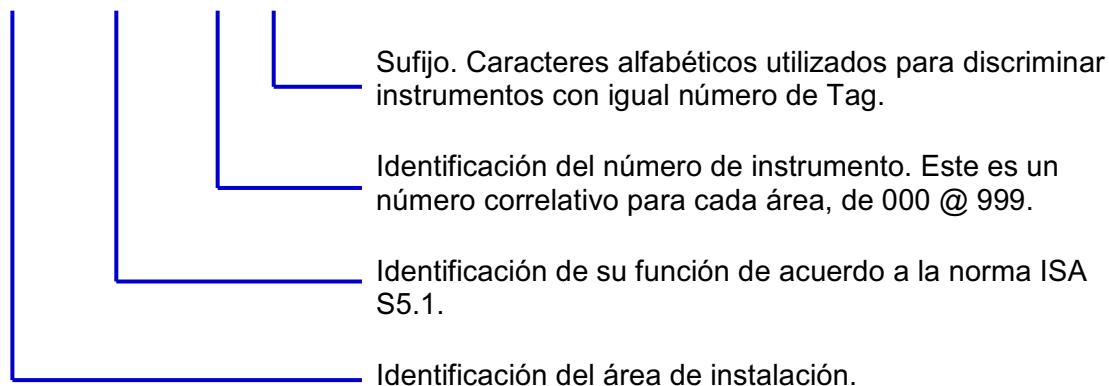 Sufijo. Caracteres alfabéticos utilizados para discriminar
instrumentos con igual número de Tag.
Identificación del número de instrumento. Este es un
número correlativo para cada área, de 000 @ 999.
Identificación de su función de acuerdo a la norma ISA
S5.1.
Identificación del área de instalación.